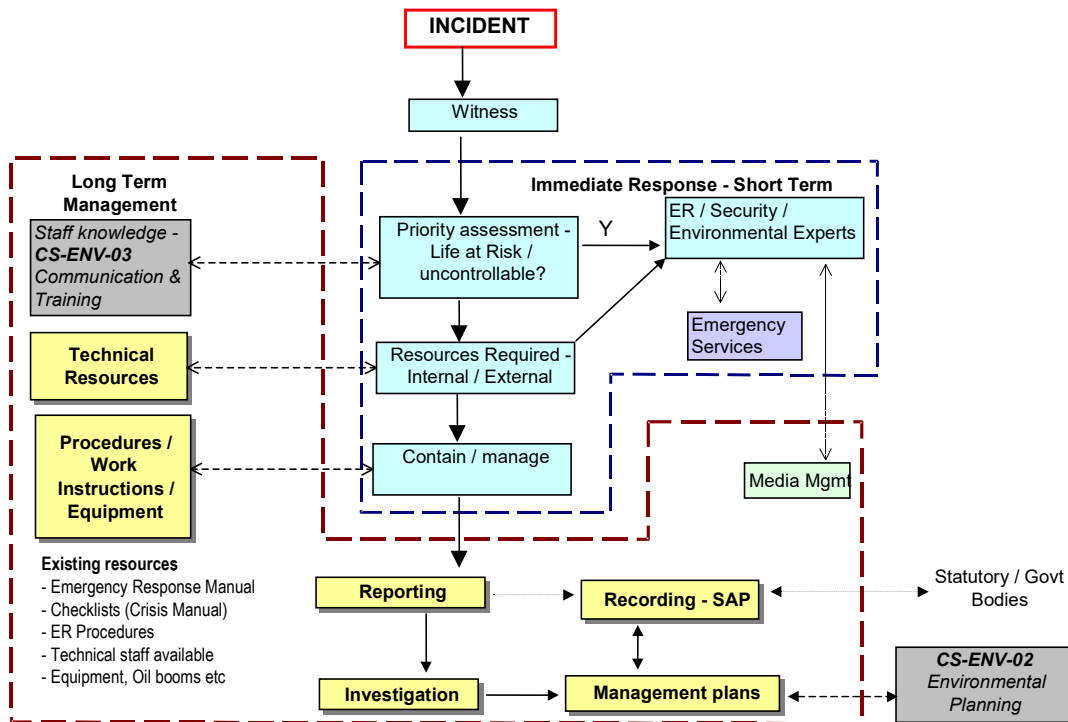 INCIDENT
Witness
Long Term
Management
Immediate Response - Short Term
Staff knowledge -
CS-ENV-03
Communication &
Training
Priority assessment -
Life at Risk /
uncontrollable?
Y
ER / Security /
Environmental Experts
Emergency
Services
Technical
Resources
Resources Required -
Internal / External
Procedures /
Work
Instructions /
Equipment
Contain / manage
Media Mgmt
Existing resources
- Emergency Response Manual
- Checklists (Crisis Manual)
- ER Procedures
- Technical staff available
- Equipment, Oil booms etc
Reporting
Recording - SAP
Statutory / Govt
Bodies
Investigation
Management plans
CS-ENV-02
Environmental
Planning